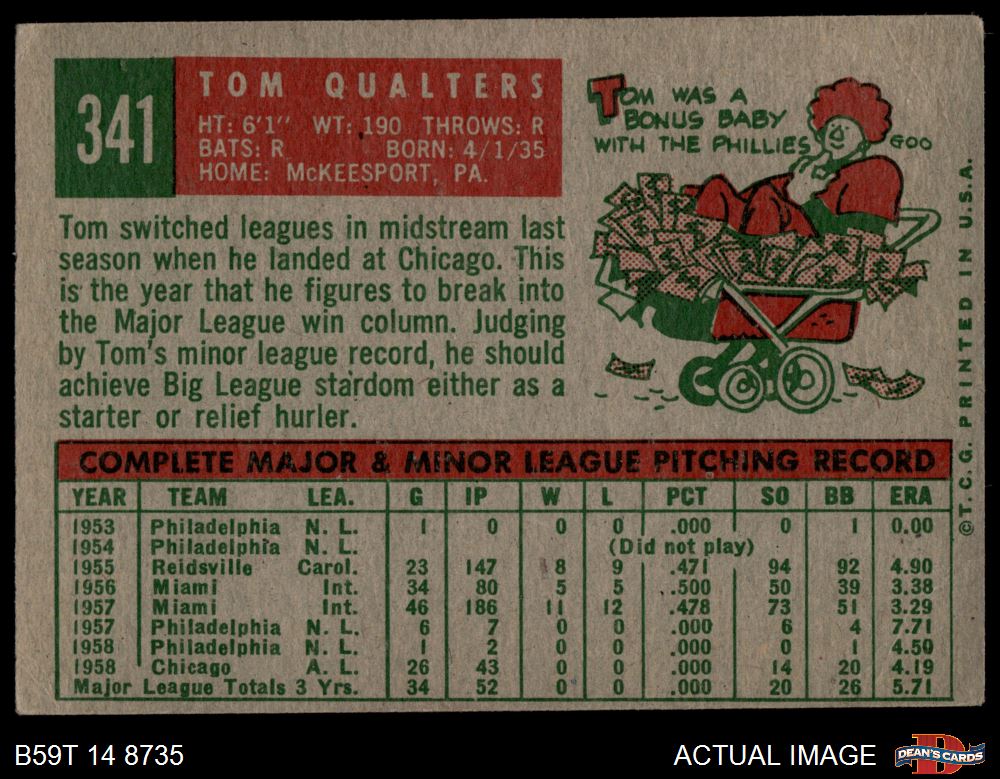 341
TOM QUALTERS
HT: 6'1" WT: 190 THROWS: R
BATS: R BORN: 4/1/35
HOME: McKEESPORT, PA.
TOM WAS A
BONUS BABY
WITH THE PHILLIES
GOO
Tom switched leagues in midstream last
season when he landed at Chicago. This
is the year that he figures to break into
the Major League win column. Judging
by Tom's minor league record, he should
achieve Big League stardom either as a
starter or relief hurler.
COMPLETE MAJOR & MINOR LEAGUE PITCHING RECORD
YEAR TEAM LEA. G IP W L PCT SO BB ERA
1953 Philadelphia N. L. 1 0 0 0 .000 0 1 0.00
1954 Philadelphia N. L. (Did not play)
1955 Reidsville Carol. 23 147 8 9 .471 94 92 4.90
1956 Miami Int. 34 80 5 5 .500 50 39 3.38
1957 Miami Int. 46 186 11 12 .478 73 51 3.29
1957 Philadelphia N. L. 6 7 0 0 .000 6 4 7.71
1958 Philadelphia N. L. 1 2 0 0 .000 0 1 4.50
1958 Chicago A. L. 26 43 0 0 .000 14 20 4.19
Major League Totals 3 Yrs. 34 52 0 0 .000 20 26 5.71
©T.C.G. PRINTED IN U.S.A.
B59T 14 8735
ACTUAL IMAGE
DEAN'S CARDS